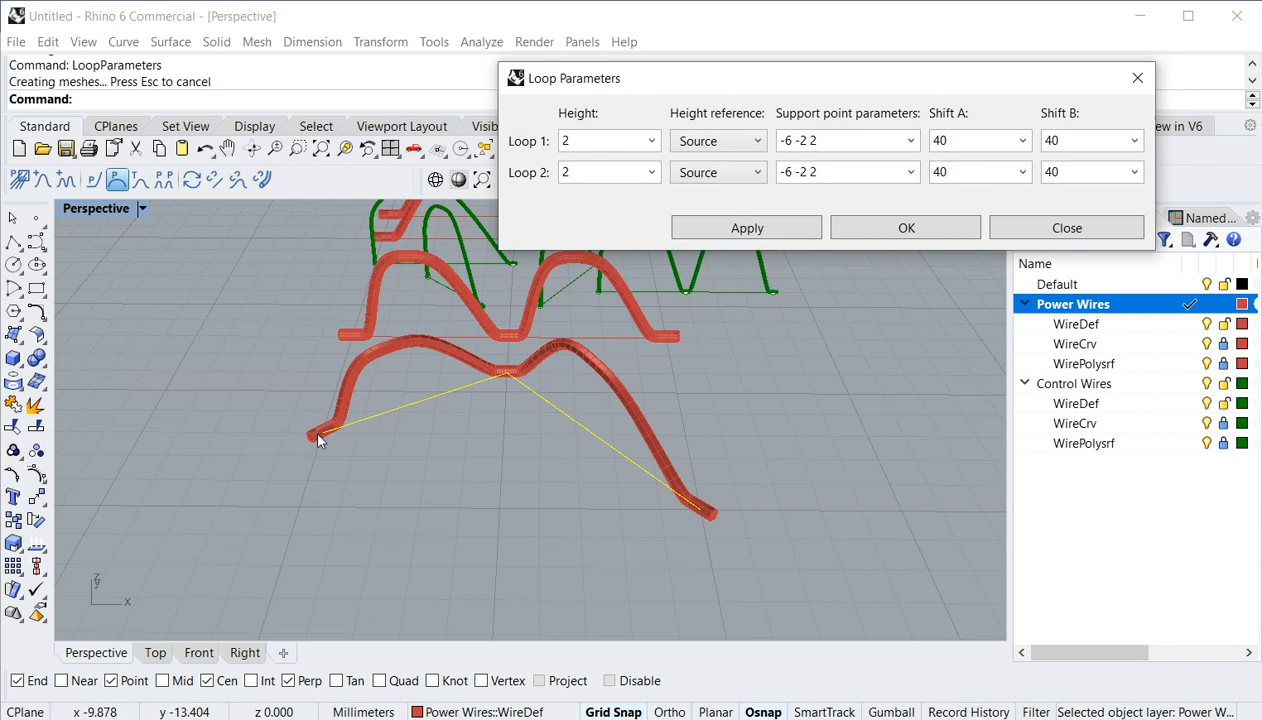 Untitled - Rhino 6 Commercial - [Perspective]
File Edit View Curve Surface Solid Mesh Dimension Transform Tools Analyze Render Panels Help
Command: LoopParameters
Creating meshes... Press Esc to cancel
Command:
Loop Parameters
Height: Height reference: Support point parameters: Shift A: Shift B:
Loop 1: 2 Source -6 -2 2 40 40
Loop 2: 2 Source -6 -2 2 40 40
Apply OK Close
Standard CPlanes Set View Display Select Viewport Layout Visib ew in V6
Perspective
Named...
Name
Default
Power Wires
WireDef
WireCrv
WirePolysrf
Control Wires
WireDef
WireCrv
WirePolysrf
z
y
x
Perspective Top Front Right
End Near Point Mid Cen Int Perp Tan Quad Knot Vertex Project Disable
CPlane x -9.878 y -13.404 z 0.000 Millimeters Power Wires::WireDef Grid Snap Ortho Planar Osnap SmartTrack Gumball Record History Filter Selected object layer: Power W...